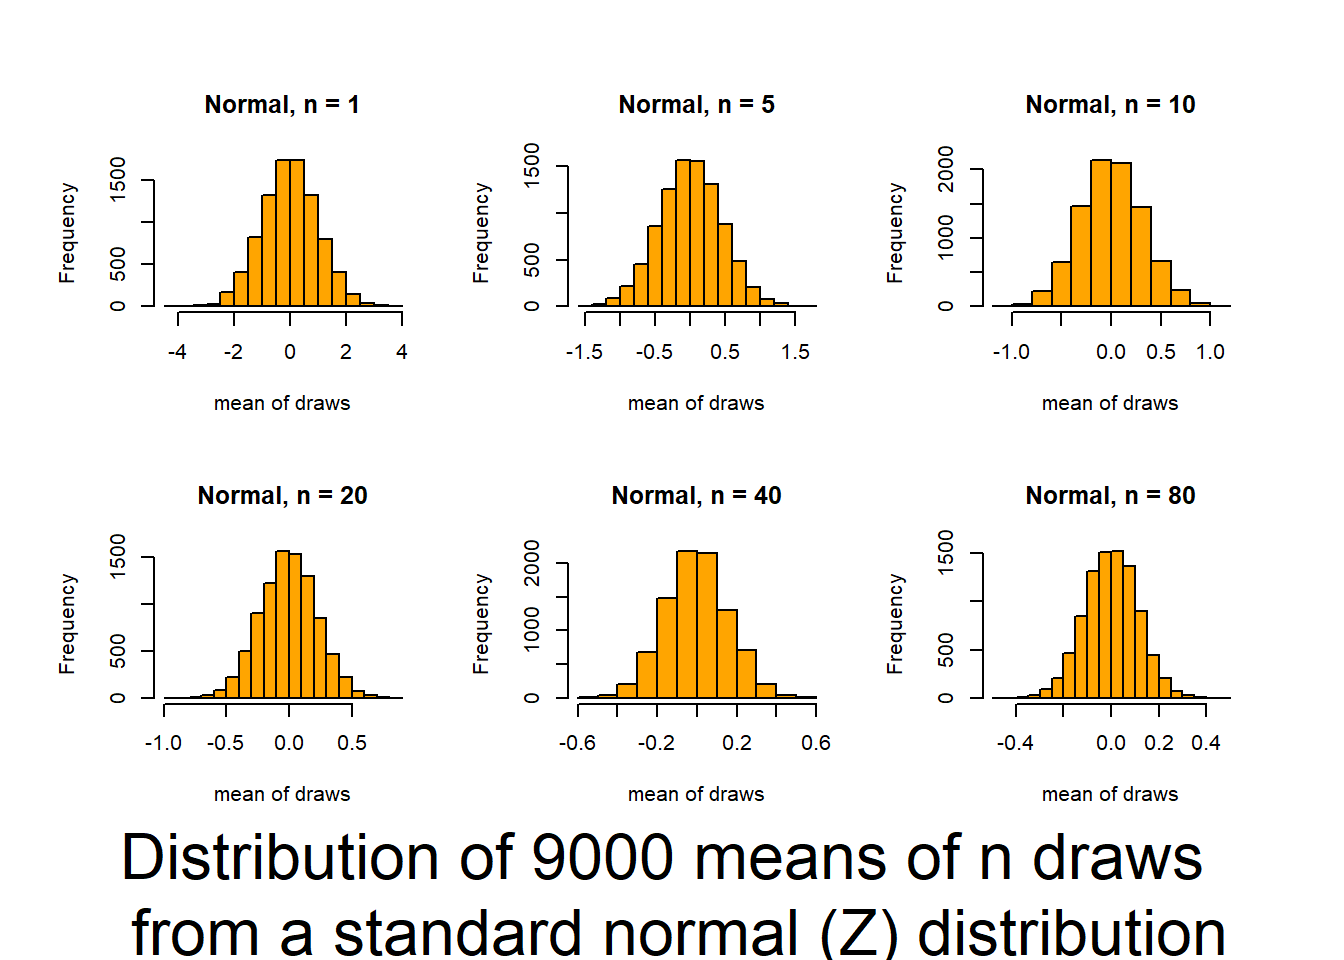 Normal, n = 1
Frequency
0 500 1500
-4 -2 0 2 4
mean of draws
Normal, n = 5
Frequency
0 500 1500
-1.5 -0.5 0.5 1.5
mean of draws
Normal, n = 10
Frequency
0 1000 2000
-1.0 0.0 0.5 1.0
mean of draws
Normal, n = 20
Frequency
0 500 1500
-1.0 -0.5 0.0 0.5
mean of draws
Normal, n = 40
Frequency
0 1000 2000
-0.6 -0.2 0.2 0.6
mean of draws
Normal, n = 80
Frequency
0 500 1500
-0.4 0.0 0.2 0.4
mean of draws
Distribution of 9000 means of n draws
from a standard normal (Z) distribution